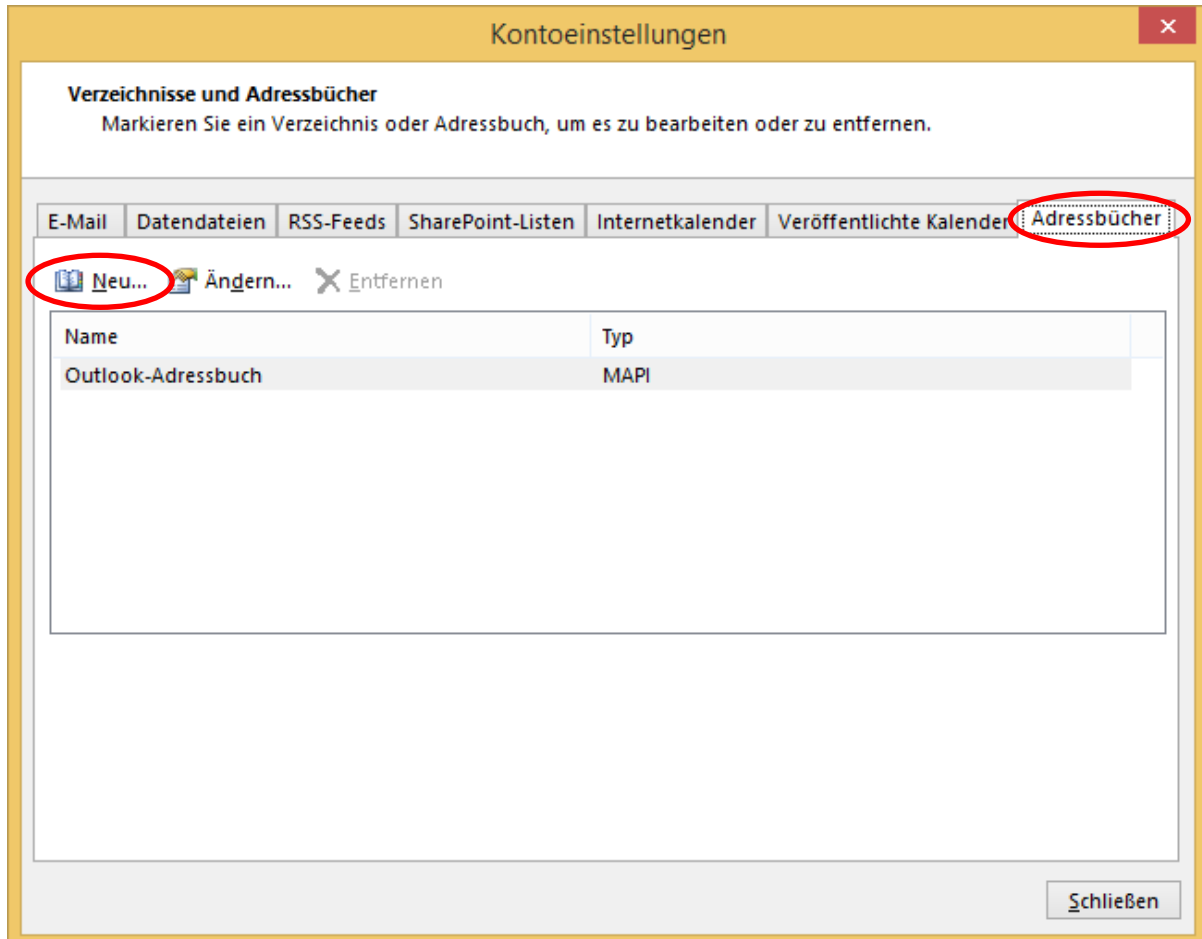 Kontoeinstellungen
Verzeichnisse und Adressbücher
Markieren Sie ein Verzeichnis oder Adressbuch, um es zu bearbeiten oder zu entfernen.
E-Mail Datendateien RSS-Feeds SharePoint-Listen Internetkalender Veröffentlichte Kalender Adressbücher
Neu... Ändern... Entfernen
Name Typ
Outlook-Adressbuch MAPI
Schließen